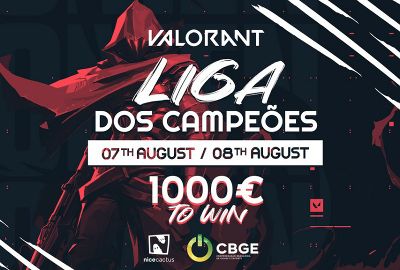 VALORANT
LIGA
DOS CAMPEÕES
07TH AUGUST / 08TH AUGUST
1000€
TO WIN
nicecactus
CBGE